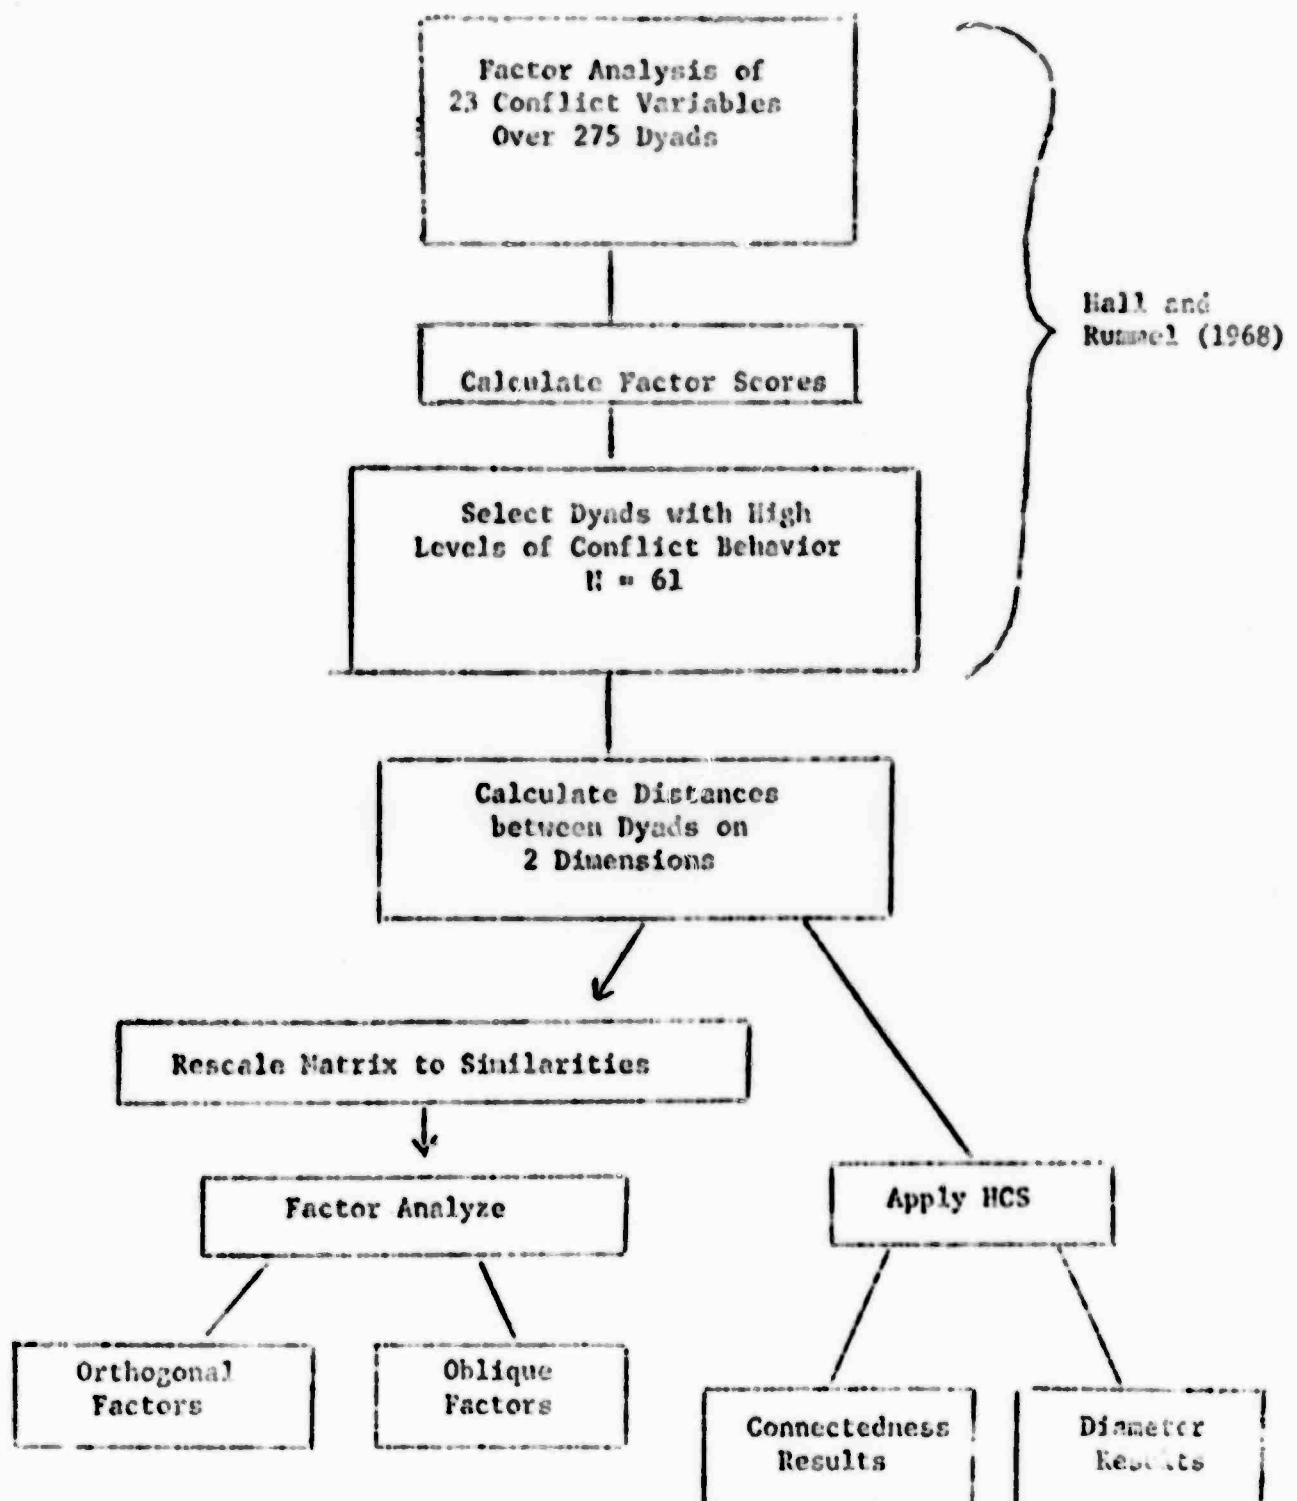 Factor Analysis of
23 Conflict Variables
Over 275 Dyads
Hall and
Rummel (1968)
Calculate Factor Scores
Select Dyads with High
Levels of Conflict Behavior
N = 61
Calculate Distances
between Dyads on
2 Dimensions
Rescale Matrix to Similarities
Factor Analyze
Apply HCS
Orthogonal
Factors
Oblique
Factors
Connectedness
Results
Diameter
Results